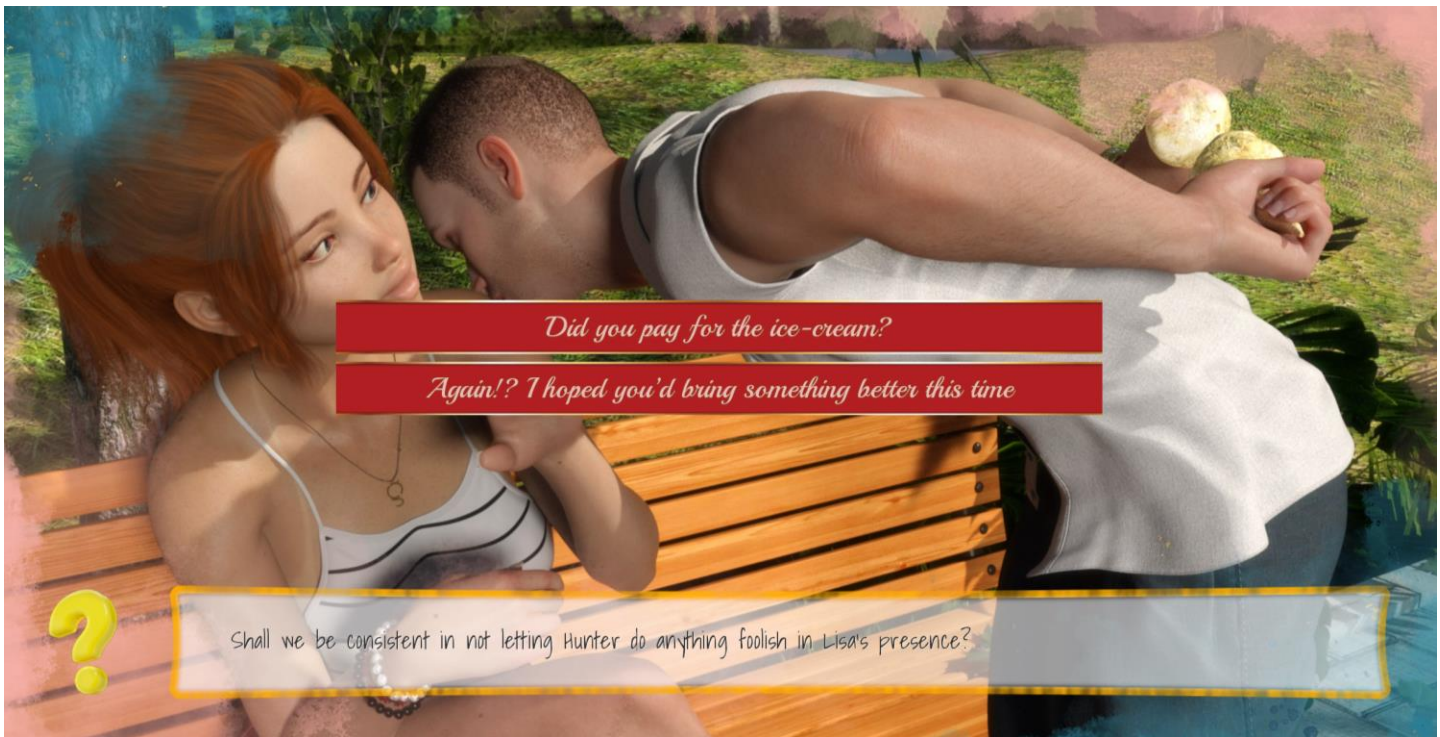 Did you pay for the ice-cream?
Again!? I hoped you'd bring something better this time
Shall we be consistent in not letting Hunter do anything foolish in Lisa's presence?